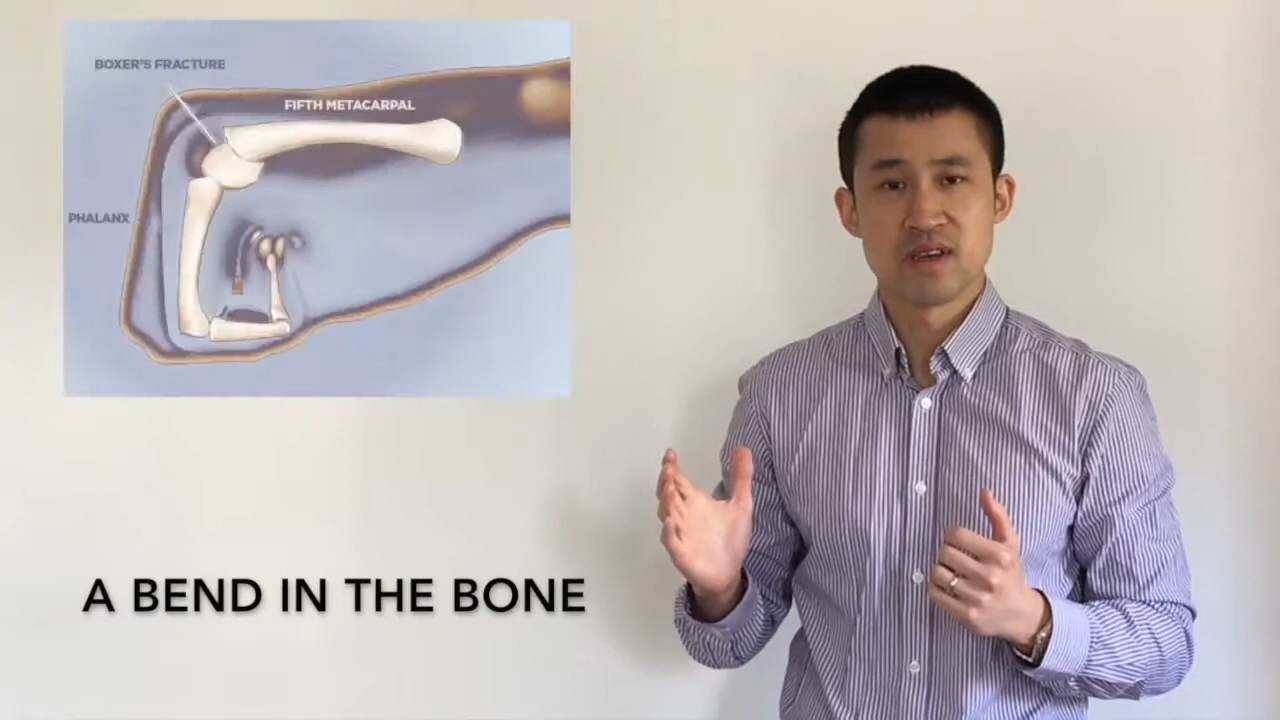 BOXER'S FRACTURE
FIFTH METACARPAL
PHALANX
A BEND IN THE BONE